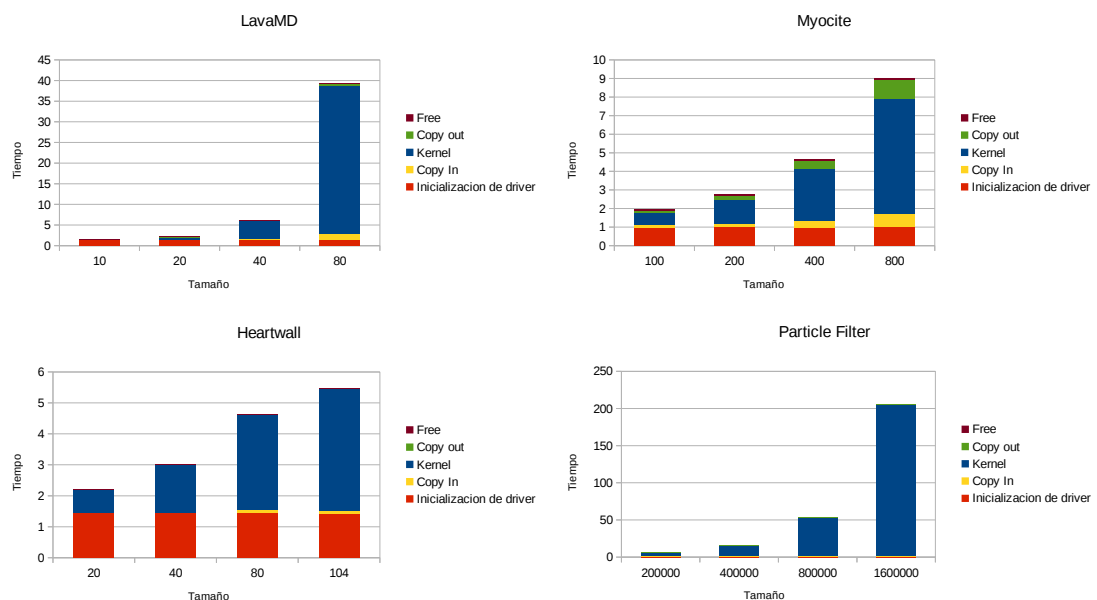 LavaMD
45
40
35
30
25
20
15
10
5
0
Tiempo
10 20 40 80
Tamaño
Free
Copy out
Kernel
Copy In
Inicializacion de driver
Myocite
10
9
8
7
6
5
4
3
2
1
0
Tiempo
100 200 400 800
Tamaño
Free
Copy out
Kernel
Copy In
Inicializacion de driver
Heartwall
6
5
4
3
2
1
0
Tiempo
20 40 80 104
Tamaño
Free
Copy out
Kernel
Copy In
Inicializacion de driver
Particle Filter
250
200
150
100
50
0
Tiempo
200000 400000 800000 1600000
Tamaño
Free
Copy out
Kernel
Copy In
Inicializacion de driver